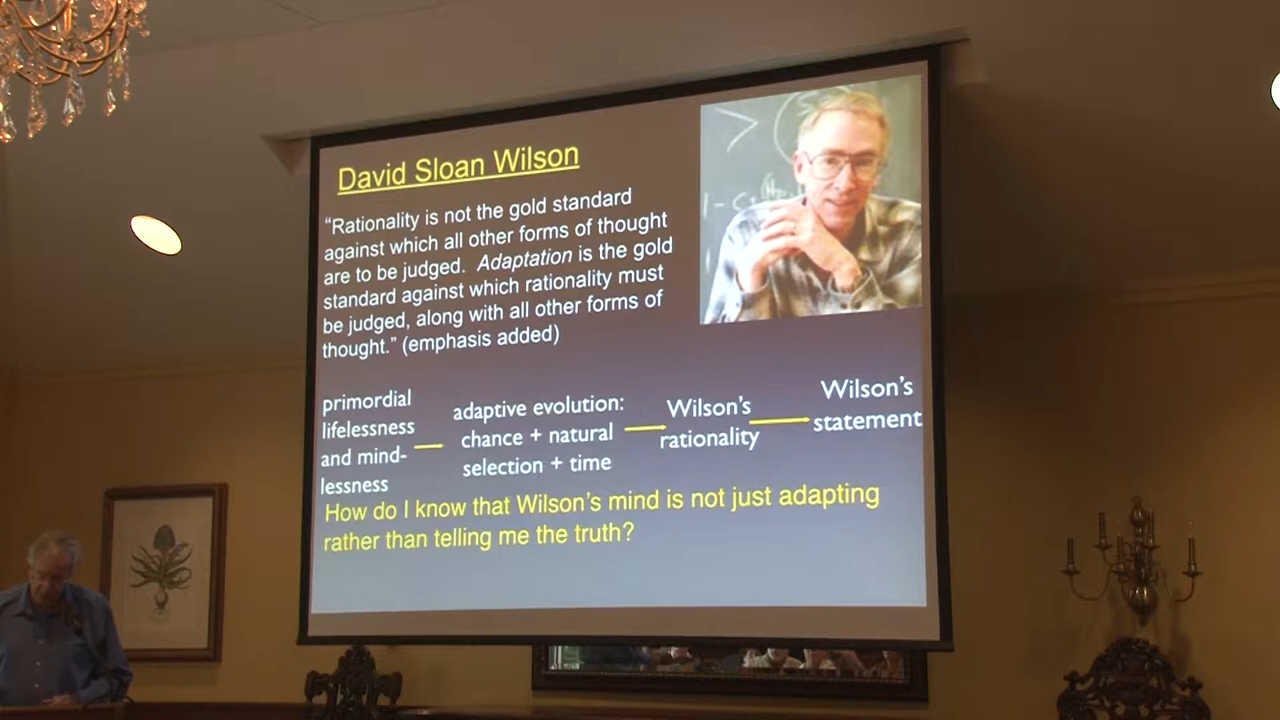 David Sloan Wilson
“Rationality is not the gold standard
against which all other forms of thought
are to be judged. Adaptation is the gold
standard against which rationality must
be judged, along with all other forms of
thought.” (emphasis added)
primordial
lifelessness
and mind-
lessness
adaptive evolution:
chance + natural
selection + time
Wilson’s
rationality
Wilson’s
statement
How do I know that Wilson’s mind is not just adapting
rather than telling me the truth?